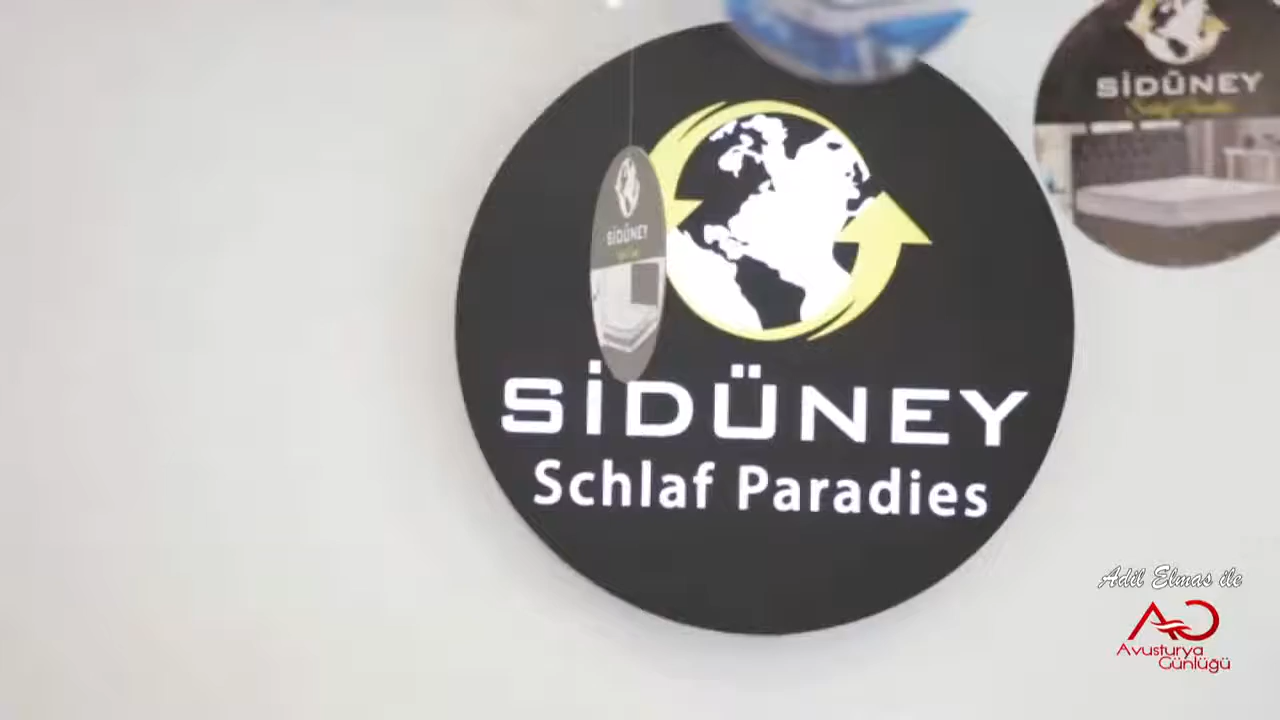 SİDÜNEY
SİDÜNEY
SİDÜNEY
Schlaf Paradies
Adil Elmas ile
Avusturya
Günlüğü